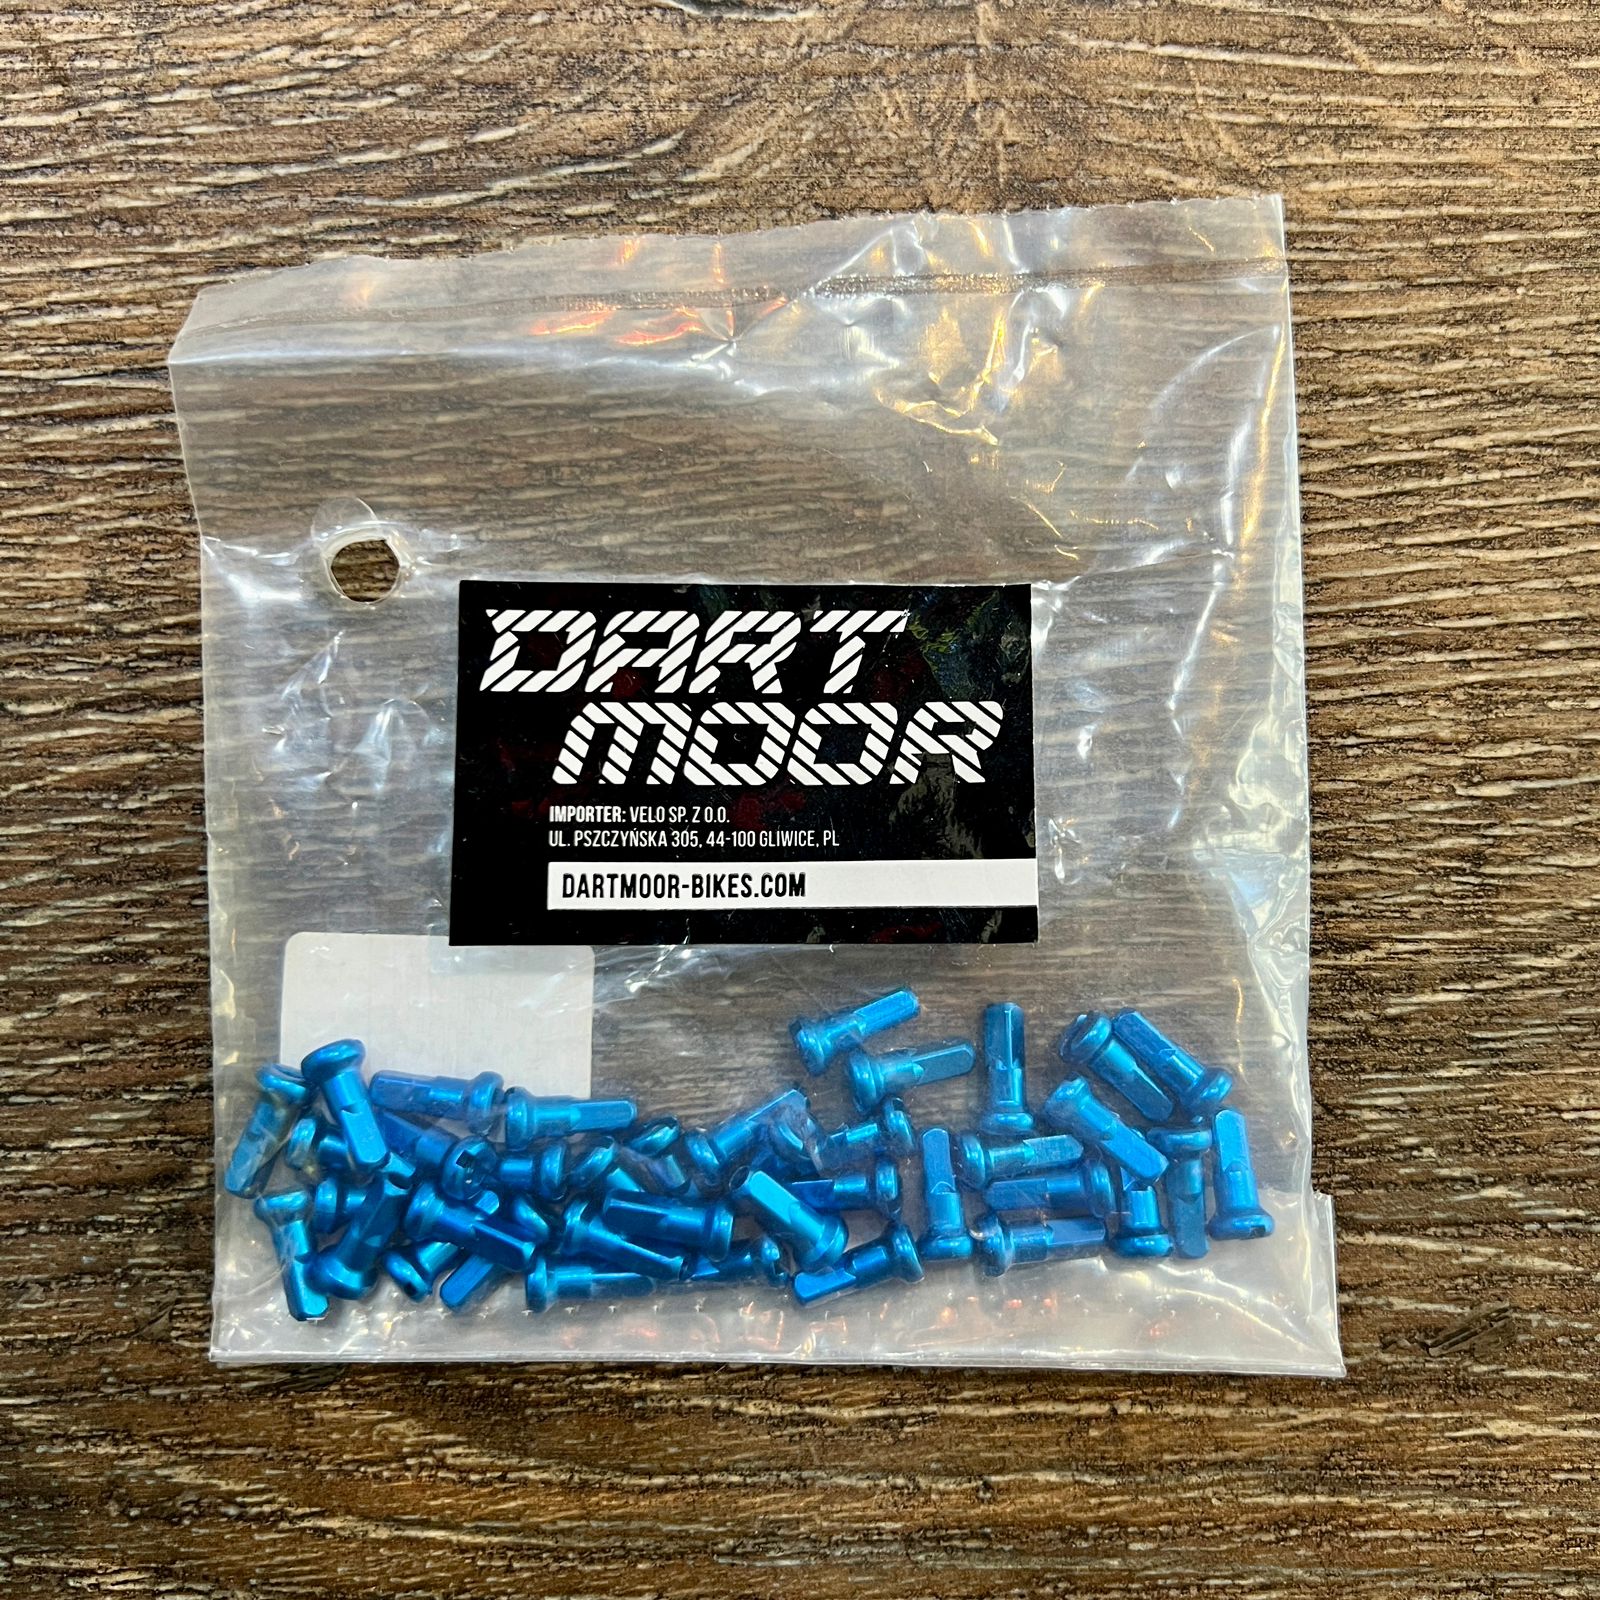 DART
MOOR
IMPORTER: VELO SP. Z O.O.
UL. PSZCZYŃSKA 305, 44-100 GLIWICE, PL
DARTMOOR-BIKES.COM